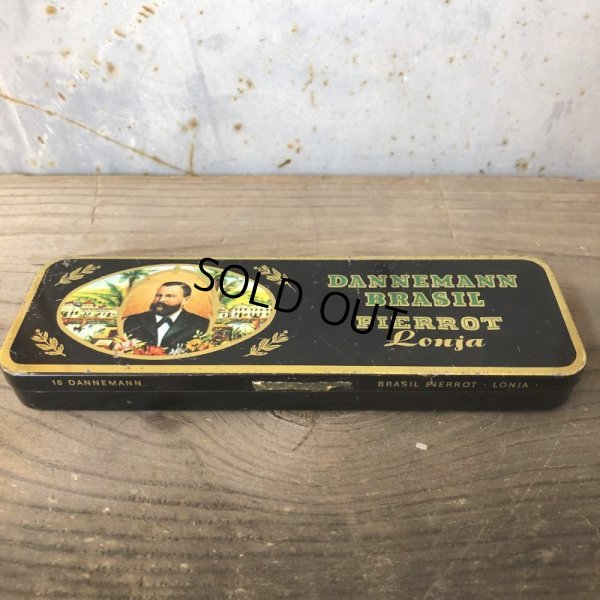 SOLD OUT
DANNEMANN
BRASIL
PIERROT
Lonja
10 DANNEMANN
BRASIL PIERROT · LONJA ·